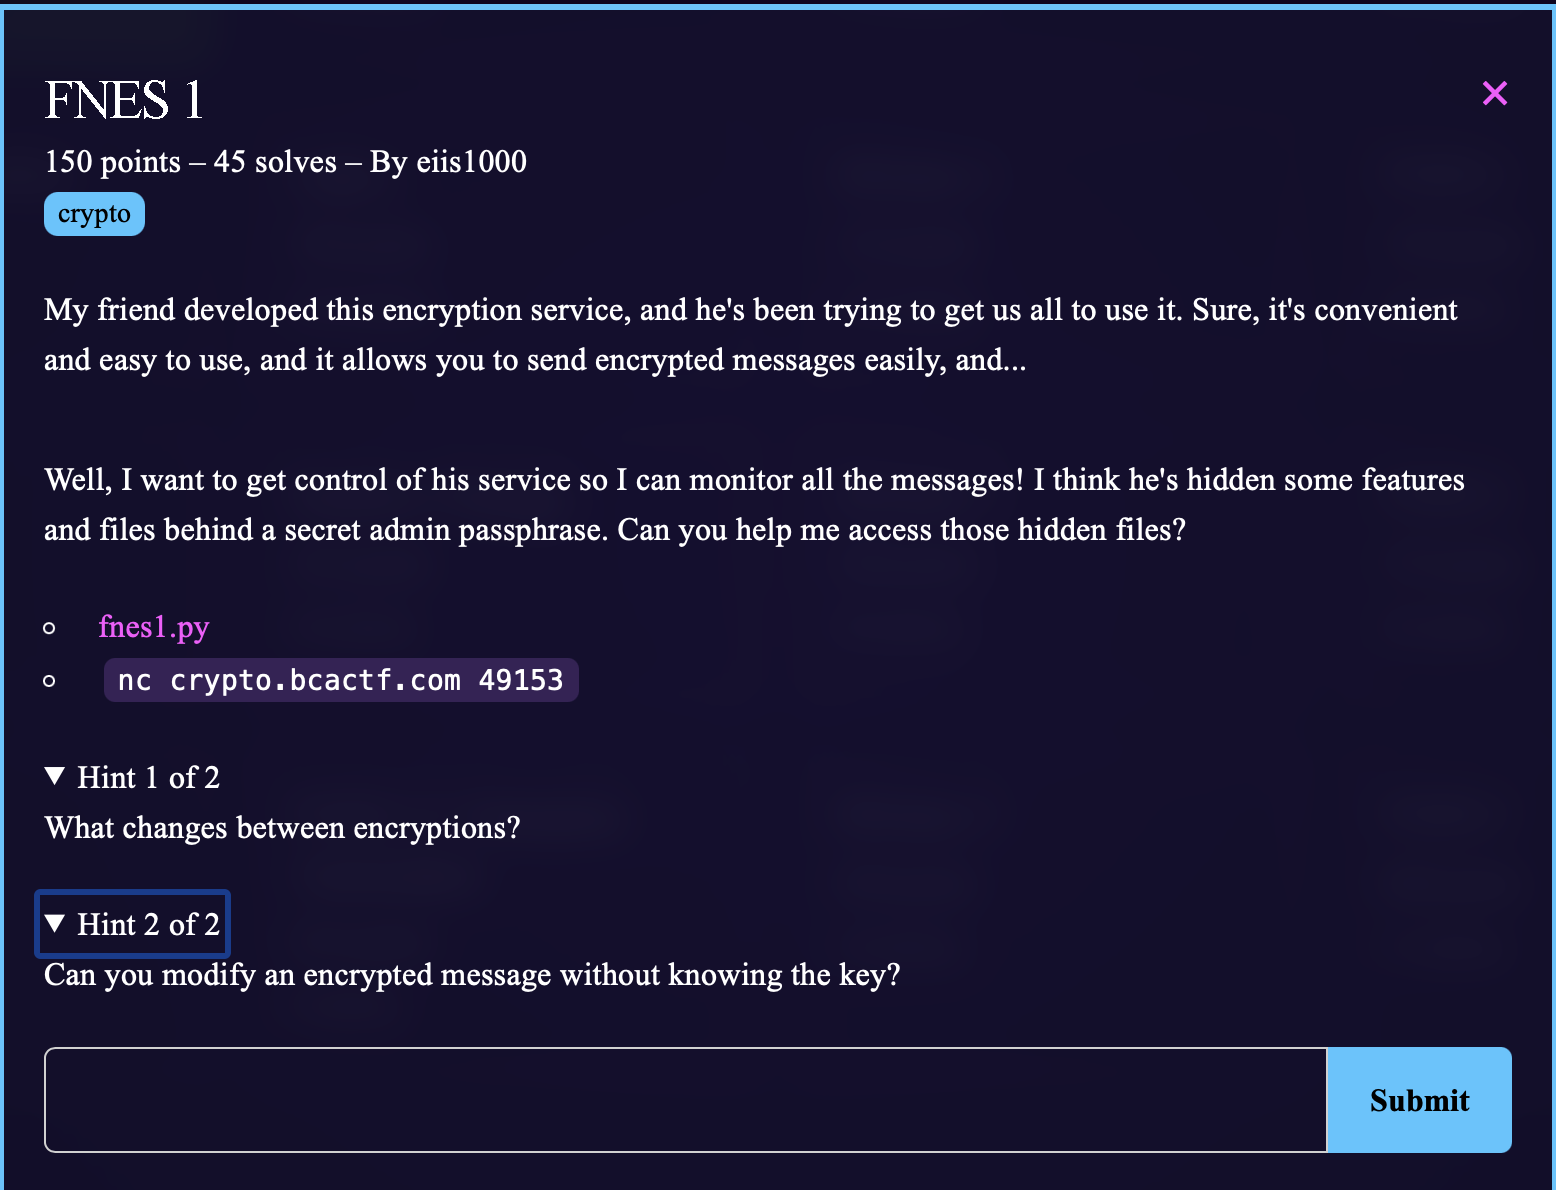 FNES 1
150 points – 45 solves – By eiis1000
crypto
My friend developed this encryption service, and he's been trying to get us all to use it. Sure, it's convenient
and easy to use, and it allows you to send encrypted messages easily, and...
Well, I want to get control of his service so I can monitor all the messages! I think he's hidden some features
and files behind a secret admin passphrase. Can you help me access those hidden files?
fnes1.py
nc crypto.bcactf.com 49153
Hint 1 of 2
What changes between encryptions?
Hint 2 of 2
Can you modify an encrypted message without knowing the key?
Submit